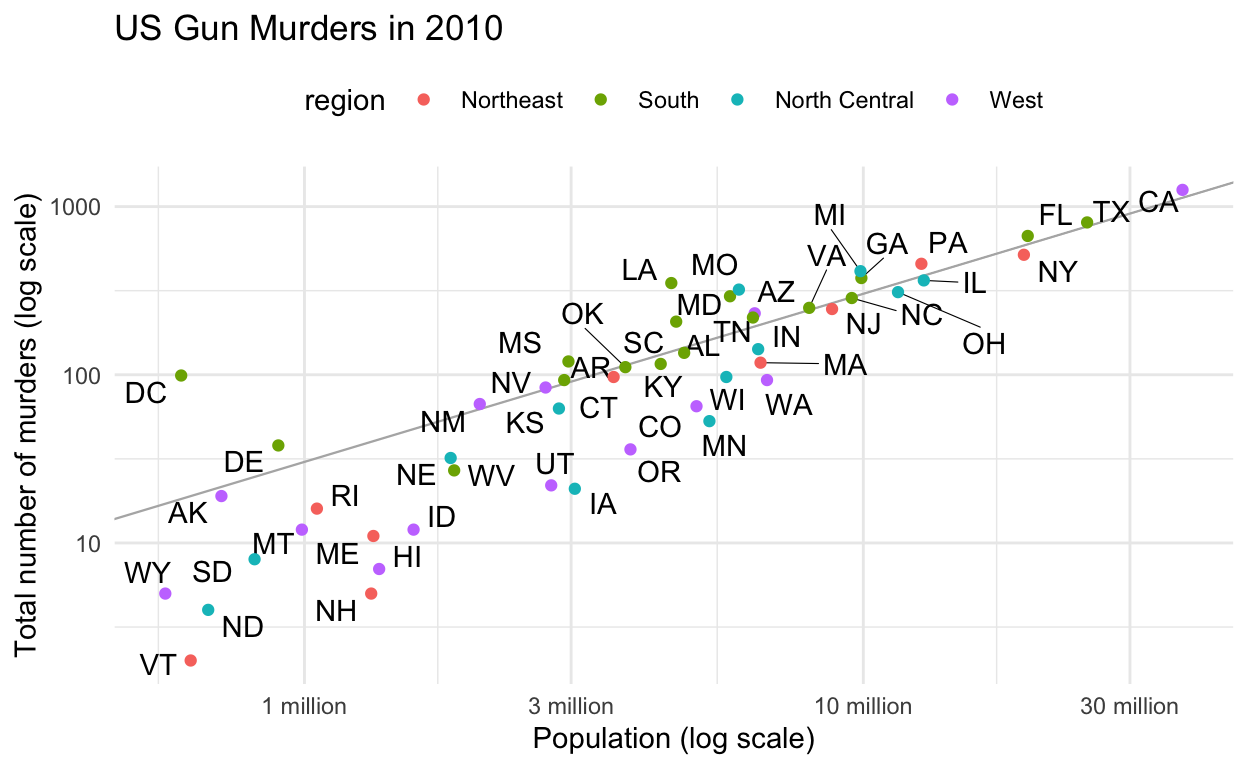 US Gun Murders in 2010
region Northeast South North Central West
Total number of murders (log scale)
1000
100
10
CA
TX
FL
MI
GA
PA
VA
NY
LA
MO
IL
AZ
MD
OK
NC
NJ
TN
IN
OH
MS
SC
AL
MA
AR
NV
KY
DC
WI
WA
CT
KS
NM
CO
MN
DE
UT
NE
WV
OR
RI
IA
AK
ID
MT
ME
HI
WY
SD
NH
ND
VT
1 million 3 million 10 million 30 million
Population (log scale)